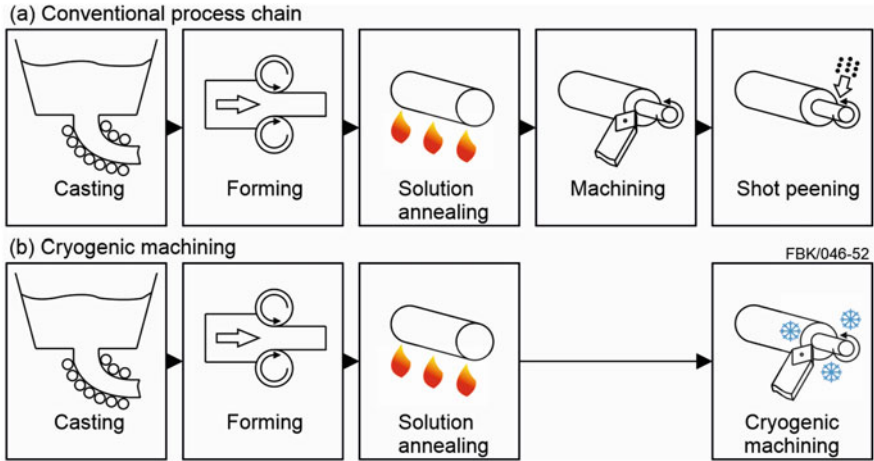 (a) Conventional process chain
Casting
Forming
Solution
annealing
Machining
Shot peening
(b) Cryogenic machining
FBK/046-52
Casting
Forming
Solution
annealing
Cryogenic
machining